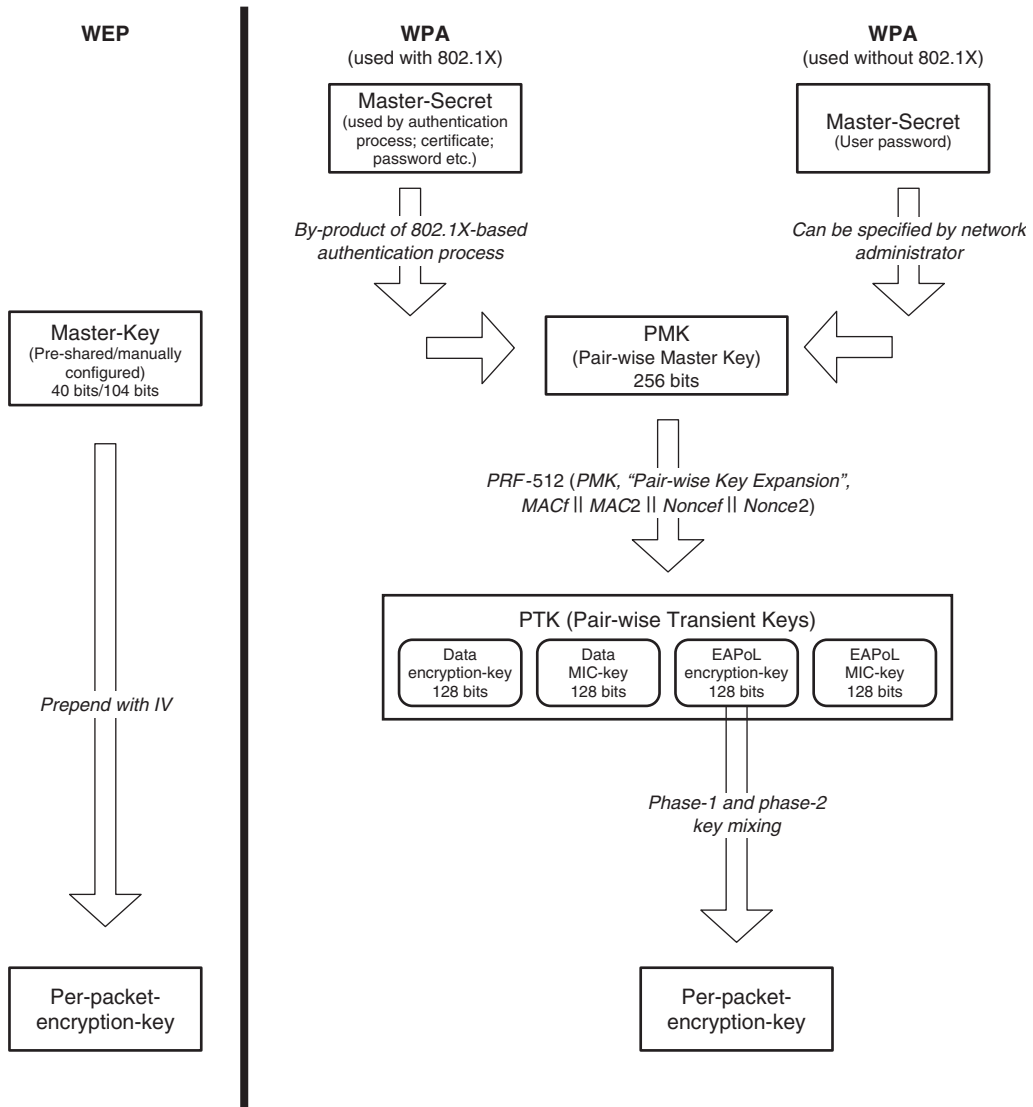 WEP
Master-Key
(Pre-shared/manually
configured)
40 bits/104 bits
Prepend with IV
Per-packet-
encryption-key
WPA
(used with 802.1X)
Master-Secret
(used by authentication
process; certificate;
password etc.)
By-product of 802.1X-based
authentication process
WPA
(used without 802.1X)
Master-Secret
(User password)
Can be specified by network
administrator
PMK
(Pair-wise Master Key)
256 bits
PRF-512 (PMK, “Pair-wise Key Expansion”,
MACf || MAC2 || Noncef || Nonce2)
PTK (Pair-wise Transient Keys)
Data
encryption-key
128 bits
Data
MIC-key
128 bits
EAPoL
encryption-key
128 bits
EAPoL
MIC-key
128 bits
Phase-1 and phase-2
key mixing
Per-packet-
encryption-key